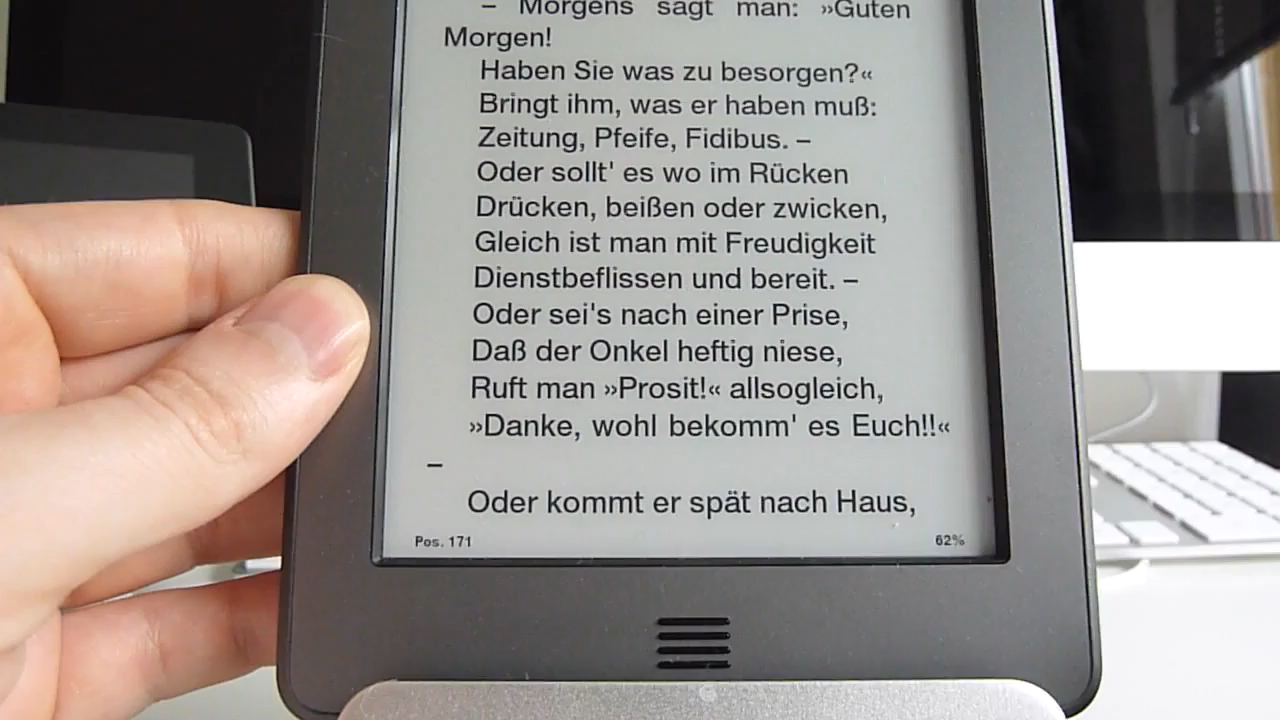 – Morgens sagt man: »Guten
Morgen!
Haben Sie was zu besorgen?«
Bringt ihm, was er haben muß:
Zeitung, Pfeife, Fidibus. –
Oder sollt' es wo im Rücken
Drücken, beißen oder zwicken,
Gleich ist man mit Freudigkeit
Dienstbeflissen und bereit. –
Oder sei's nach einer Prise,
Daß der Onkel heftig niese,
Ruft man »Prosit!« allsogleich,
»Danke, wohl bekomm' es Euch!!«
–
Oder kommt er spät nach Haus,
Pos. 171 62%